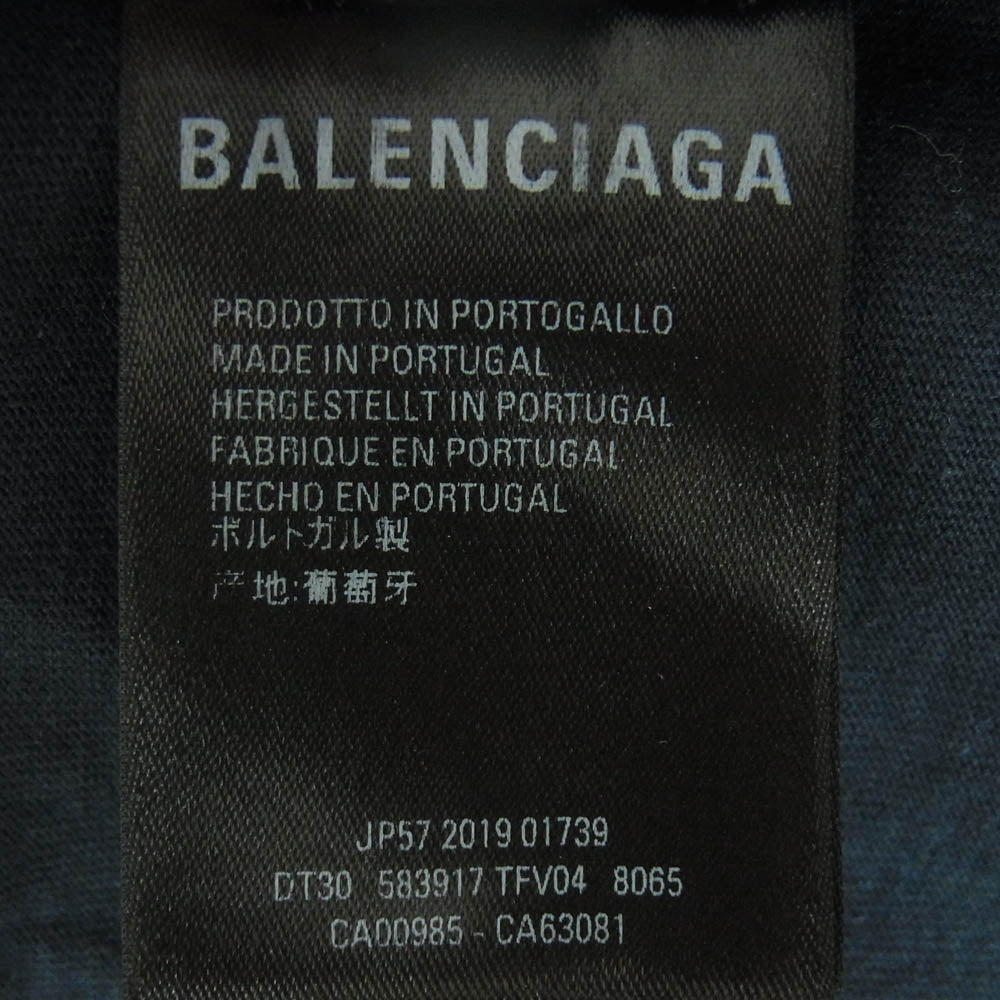 BALENCIAGA
PRODOTTO IN PORTOGALLO
MADE IN PORTUGAL
HERGESTELLT IN PORTUGAL
FABRIQUE EN PORTUGAL
HECHO EN PORTUGAL
ポルトガル製
产地:葡萄牙
JP57 2019 01739
DT30 583917 TFV04 8065
CA00985 - CA63081